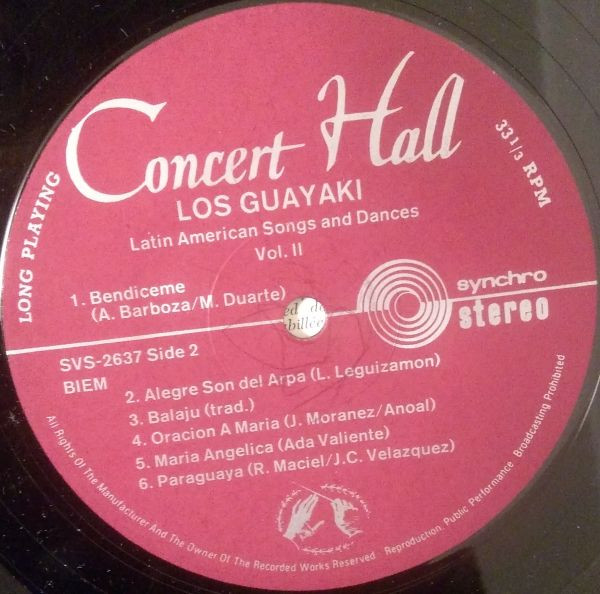 Concert Hall
LONG PLAYING
33 1/3 RPM
LOS GUAYAKI
Latin American Songs and Dances
Vol. II
1. Bendiceme
(A. Barboza/M. Duarte)
synchro
stereo
SVS-2637 Side 2
BIEM
2. Alegre Son del Arpa (L. Leguizamon)
3. Balaju (trad.)
4. Oracion A Maria (J. Moranez/Anoal)
5. Maria Angelica (Ada Valiente)
6. Paraguaya (R. Maciel/J.C. Velazquez)
All Rights Of The Manufacturer And The Owner Of The Recorded Works Reserved . Reproduction, Public Performance . Broadcasting Prohibited